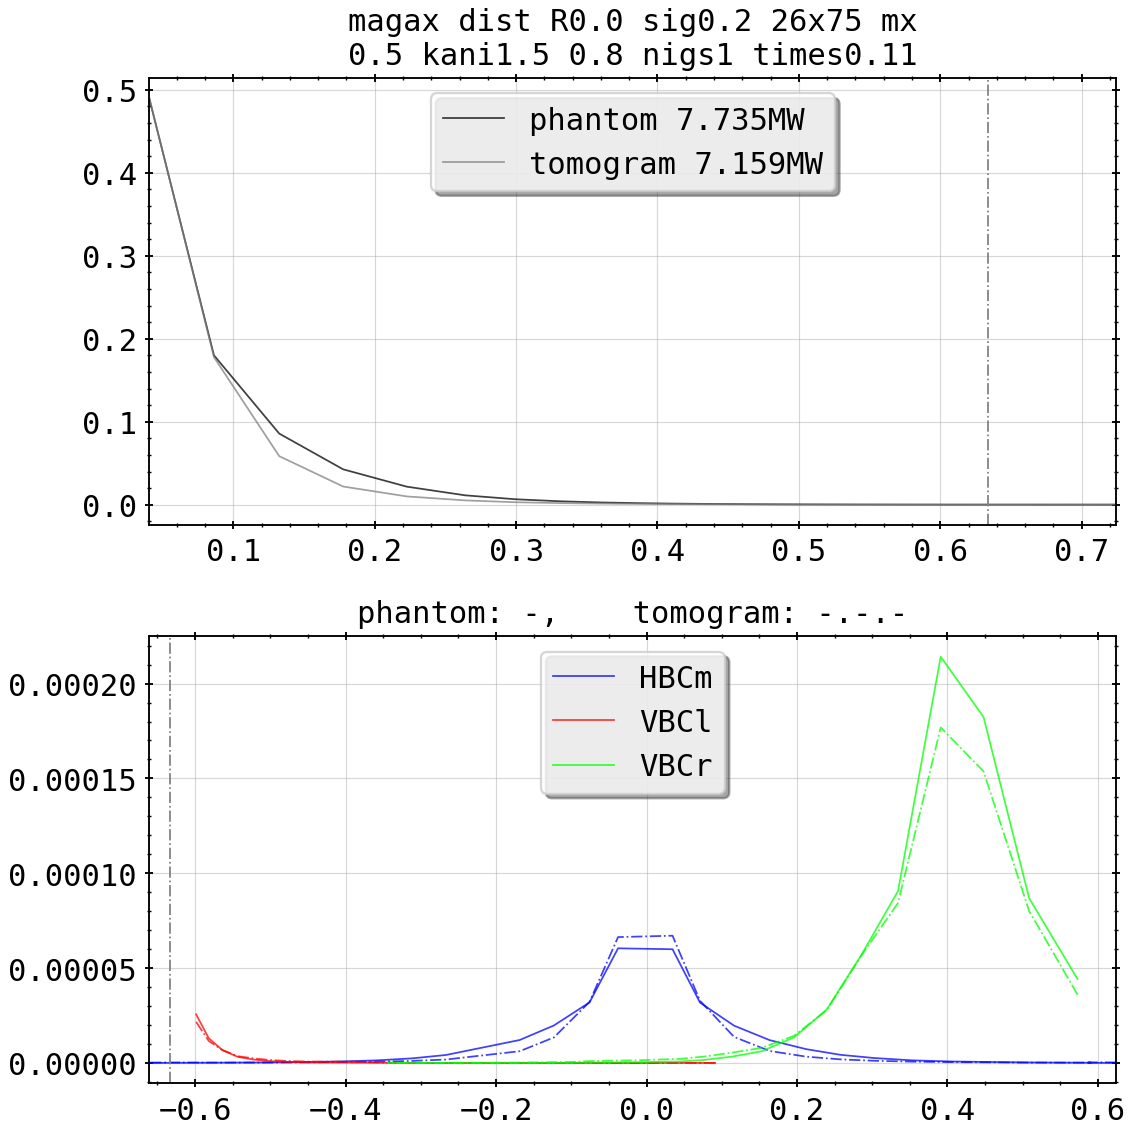 magax dist R0.0 sig0.2 26x75 mx
0.5 kani1.5 0.8 nigs1 times0.11
0.5
0.4
0.3
0.2
0.1
0.0
phantom 7.735MW
tomogram 7.159MW
0.1 0.2 0.3 0.4 0.5 0.6 0.7
phantom: -, tomogram: -.-.-
0.00020
0.00015
0.00010
0.00005
0.00000
HBCm
VBCl
VBCr
−0.6 −0.4 −0.2 0.0 0.2 0.4 0.6